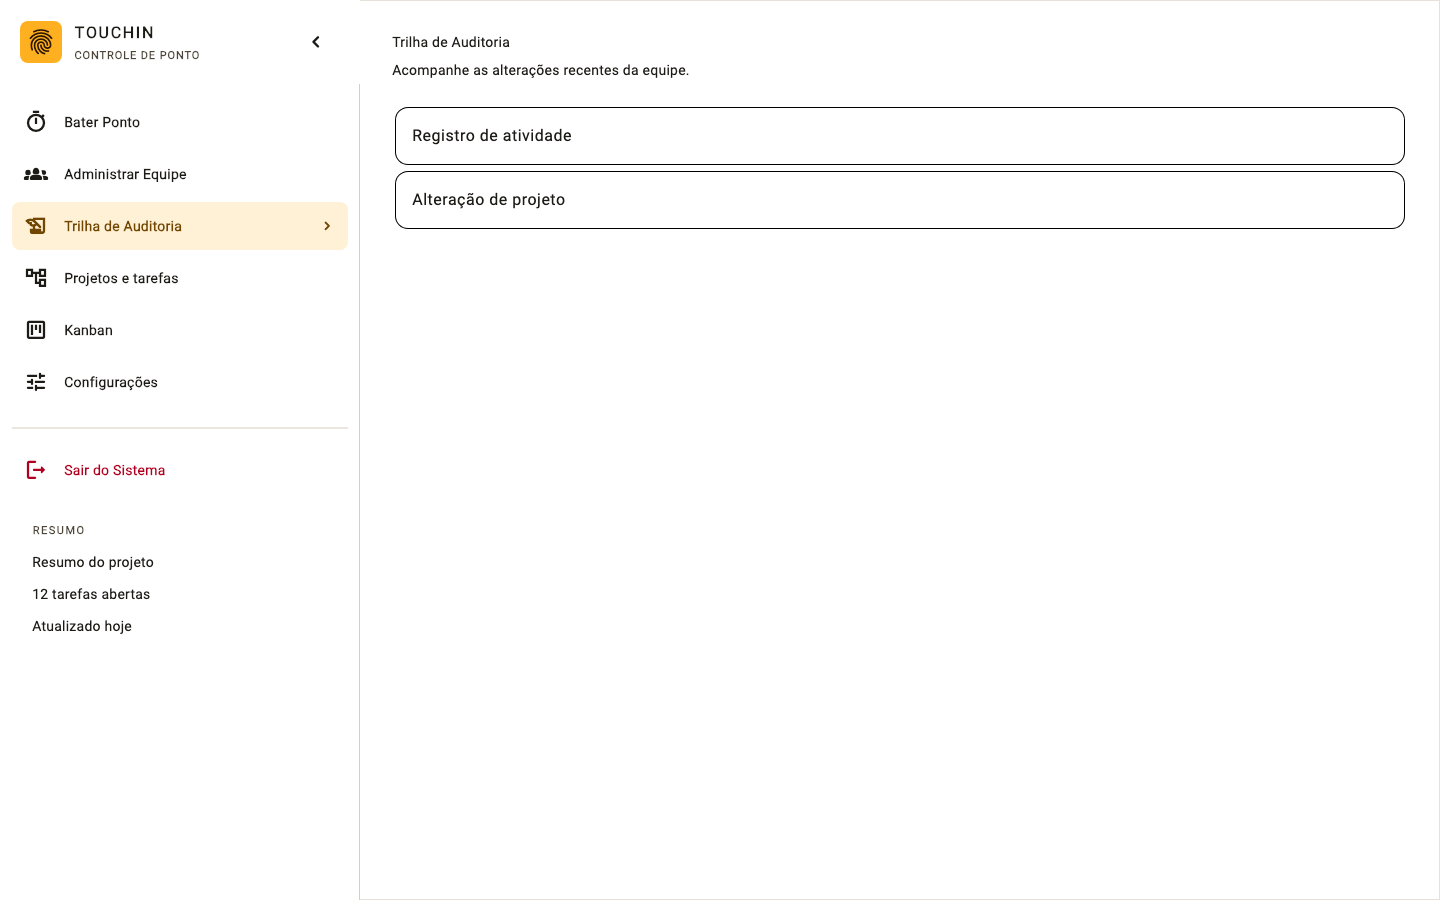 TOUCHIN
CONTROLE DE PONTO
Bater Ponto
Administrar Equipe
Trilha de Auditoria
Projetos e tarefas
Kanban
Configurações
Sair do Sistema
RESUMO
Resumo do projeto
12 tarefas abertas
Atualizado hoje
Trilha de Auditoria
Acompanhe as alterações recentes da equipe.
Registro de atividade
Alteração de projeto